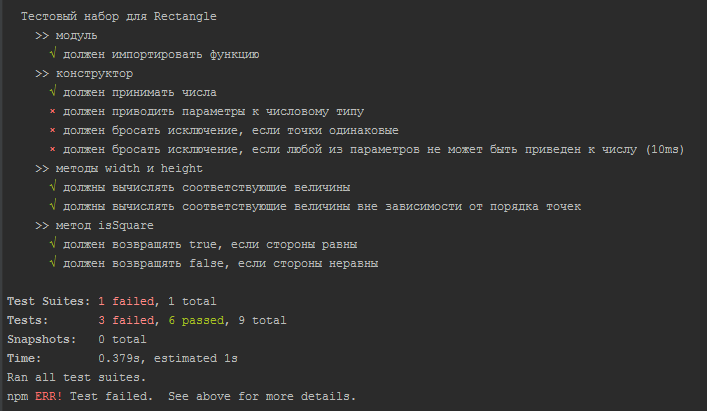 Тестовый набор для Rectangle
>> модуль
√ должен импортировать функцию
>> конструктор
√ должен принимать числа
× должен приводить параметры к числовому типу
× должен бросать исключение, если точки одинаковые
× должен бросать исключение, если любой из параметров не может быть приведен к числу (10ms)
>> методы width и height
√ должны вычислять соответствующие величины
√ должны вычислять соответствующие величины вне зависимости от порядка точек
>> метод isSquare
√ должен возвращять true, если стороны равны
√ должен возвращять false, если стороны неравны
Test Suites: 1 failed, 1 total
Tests: 3 failed, 6 passed, 9 total
Snapshots: 0 total
Time: 0.379s, estimated 1s
Ran all test suites.
npm ERR! Test failed. See above for more details.